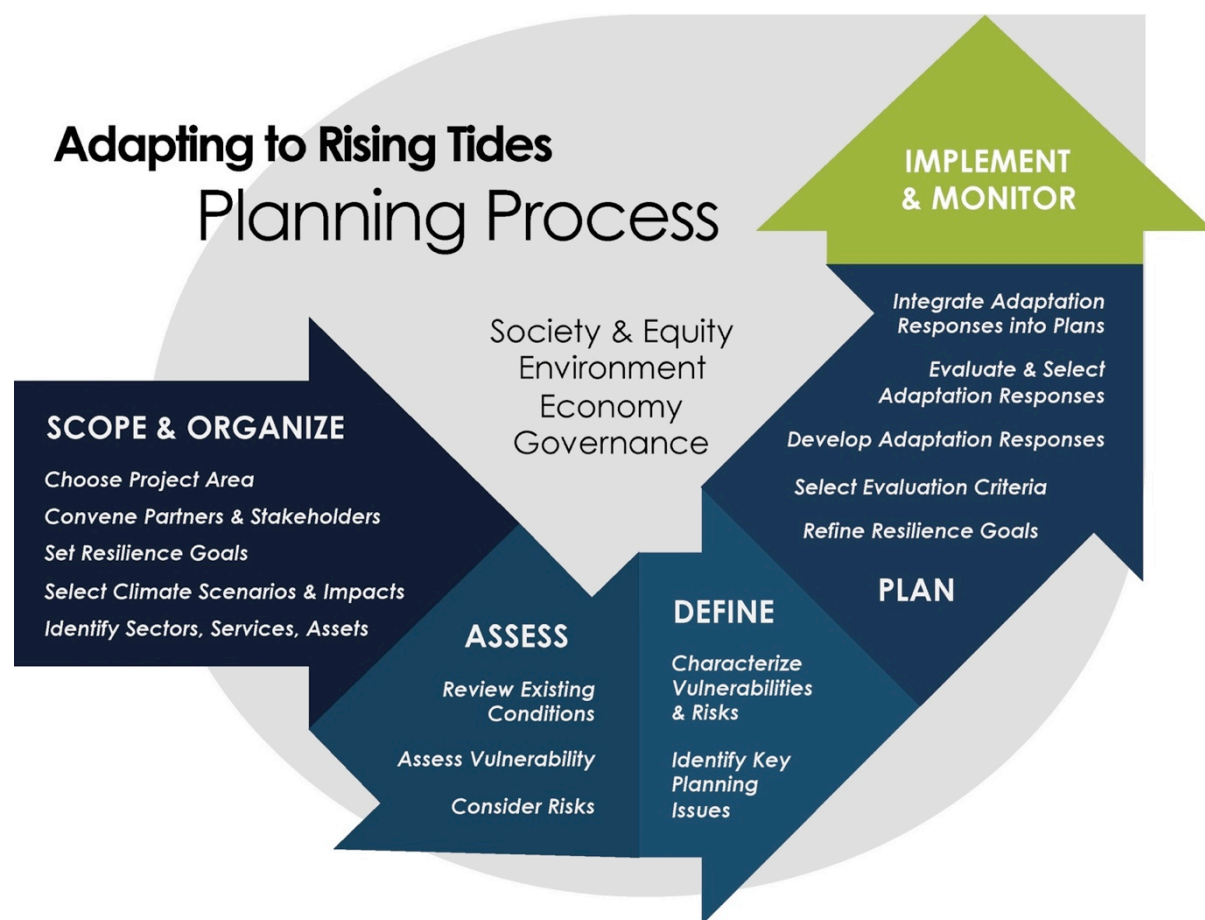 Adapting to Rising Tides
Planning Process
Society & Equity
Environment
Economy
Governance
SCOPE & ORGANIZE
Choose Project Area
Convene Partners & Stakeholders
Set Resilience Goals
Select Climate Scenarios & Impacts
Identify Sectors, Services, Assets
ASSESS
Review Existing
Conditions
Assess Vulnerability
Consider Risks
DEFINE
Characterize
Vulnerabilities
& Risks
Identify Key
Planning
Issues
IMPLEMENT
& MONITOR
Integrate Adaptation
Responses into Plans
Evaluate & Select
Adaptation Responses
Develop Adaptation Responses
Select Evaluation Criteria
Refine Resilience Goals
PLAN